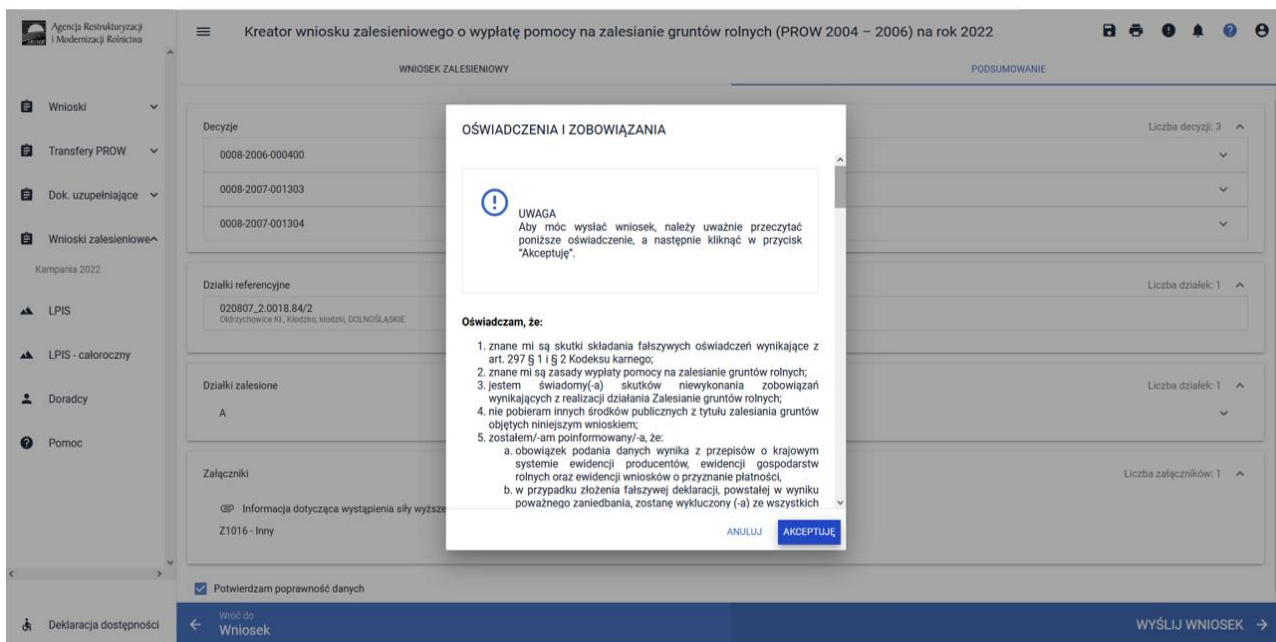 Agencja Restrukturyzacji
i Modernizacji Rolnictwa
Kreator wniosku zalesieniowego o wypłatę pomocy na zalesianie gruntów rolnych (PROW 2004 – 2006) na rok 2022
WNIOSEK ZALESIENIOWY
PODSUMOWANIE
Wnioski
Transfery PROW
Dok. uzupełniające
Wnioski zalesieniowe
Kampania 2022
LPIS
LPIS - całoroczny
Doradcy
Pomoc
Deklaracja dostępności
Decyzje
Liczba decyzji: 3
0008-2006-000400
0008-2007-001303
0008-2007-001304
Działki referencyjne
Liczba działek: 1
020807_2.0018.84/2
Ołdrzychowice Kł., Kłodzko, kłodzki, DOLNOŚLĄSKIE
Działki zalesione
Liczba działek: 1
A
Załączniki
Liczba załączników: 1
Informacja dotycząca wystąpienia siły wyższe
Z1016 - Inny
Potwierdzam poprawność danych
Wróć do
Wniosek
WYŚLIJ WNIOSEK
OŚWIADCZENIA I ZOBOWIĄZANIA
UWAGA
Aby móc wysłać wniosek, należy uważnie przeczytać
poniższe oświadczenie, a następnie kliknąć w przycisk
"Akceptuję".
Oświadczam, że:
1. znane mi są skutki składania fałszywych oświadczeń wynikające z
art. 297 § 1 i § 2 Kodeksu karnego;
2. znane mi są zasady wypłaty pomocy na zalesianie gruntów rolnych;
3. jestem świadomy(-a) skutków niewykonania zobowiązań
wynikających z realizacji działania Zalesianie gruntów rolnych;
4. nie pobieram innych środków publicznych z tytułu zalesiania gruntów
objętych niniejszym wnioskiem;
5. zostałem/-am poinformowany/-a, że:
a. obowiązek podania danych wynika z przepisów o krajowym
systemie ewidencji producentów, ewidencji gospodarstw
rolnych oraz ewidencji wniosków o przyznanie płatności,
b. w przypadku złożenia fałszywej deklaracji, powstałej w wyniku
poważnego zaniedbania, zostanę wykluczony (-a) ze wszystkich
ANULUJ
AKCEPTUJĘ